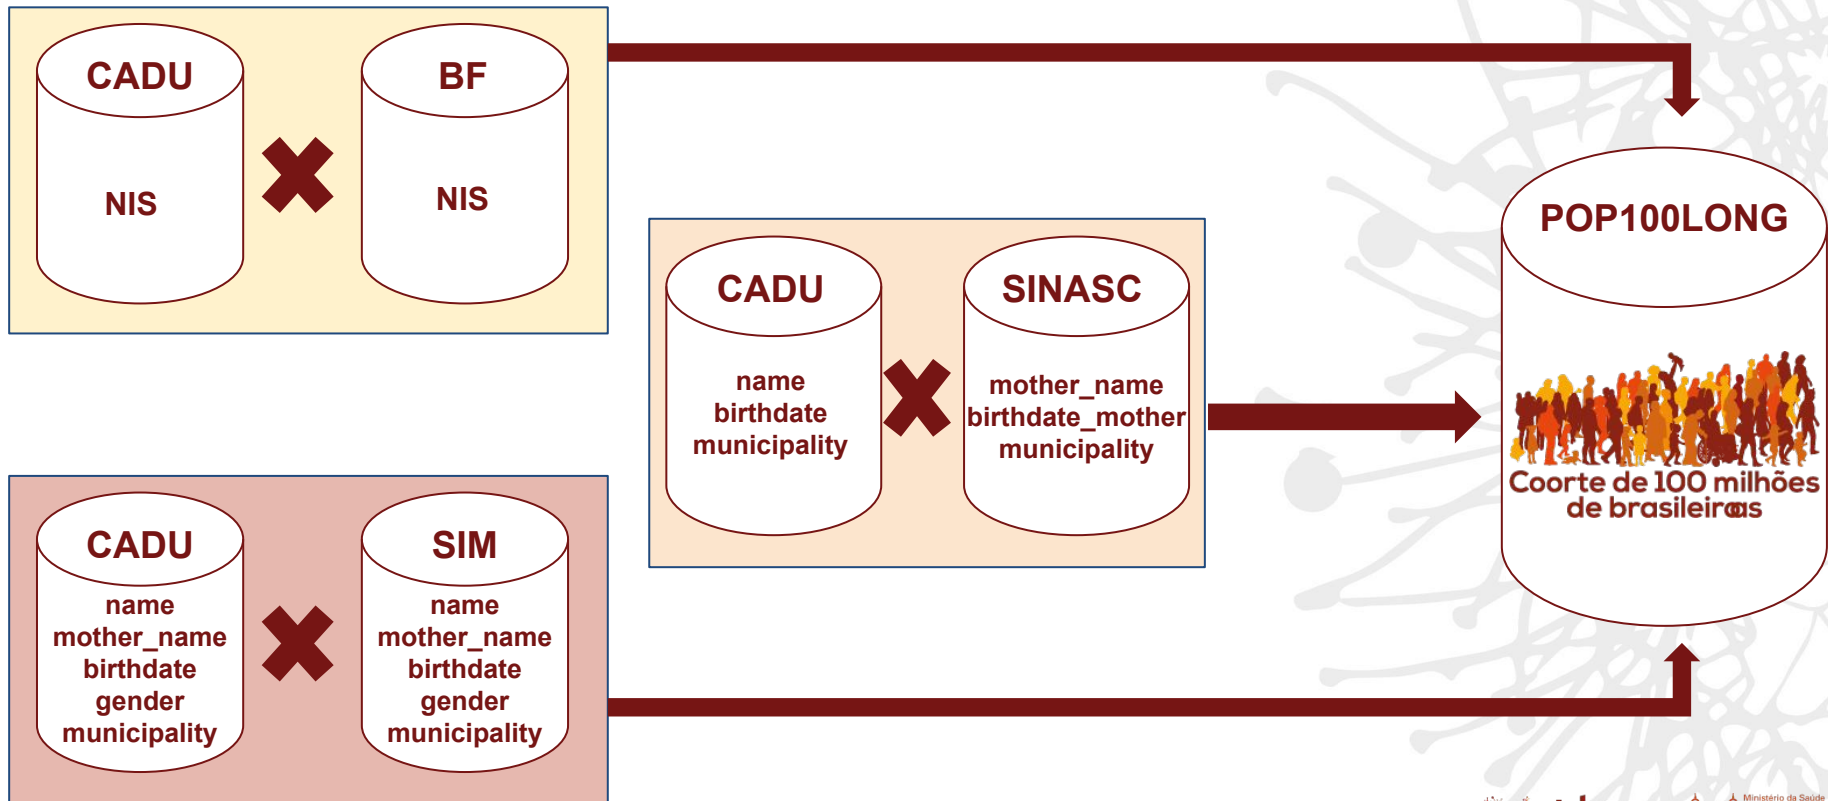 CADU
NIS
BF
NIS
CADU
name
birthdate
municipality
SINASC
mother_name
birthdate_mother
municipality
CADU
name
mother_name
birthdate
gender
municipality
SIM
name
mother_name
birthdate
gender
municipality
POP100LONG
Coorte de 100 milhões
de brasileiroas
Ministério da Saúde